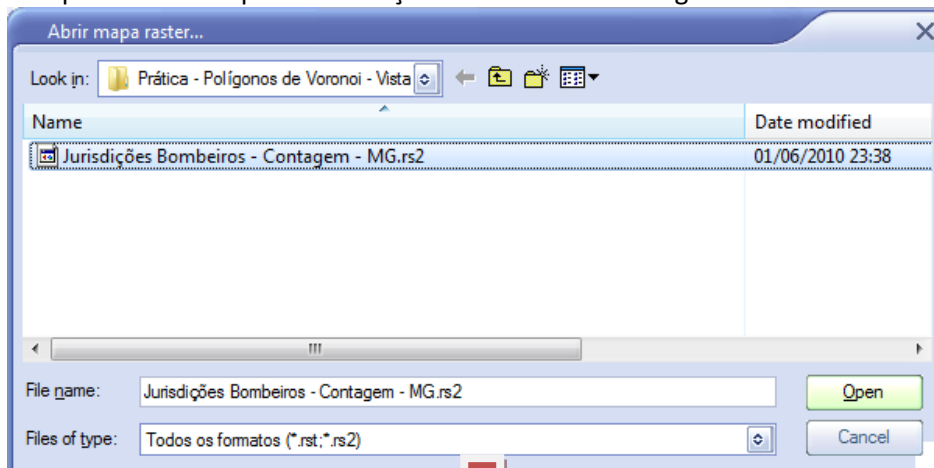 Abrir mapa raster...
Look in: Prática - Polígonos de Voronoi - Vista
Name Date modified
Jurisdições Bombeiros - Contagem - MG.rs2 01/06/2010 23:38
File name: Jurisdições Bombeiros - Contagem - MG.rs2 Open
Files of type: Todos os formatos (*.rst;*.rs2) Cancel